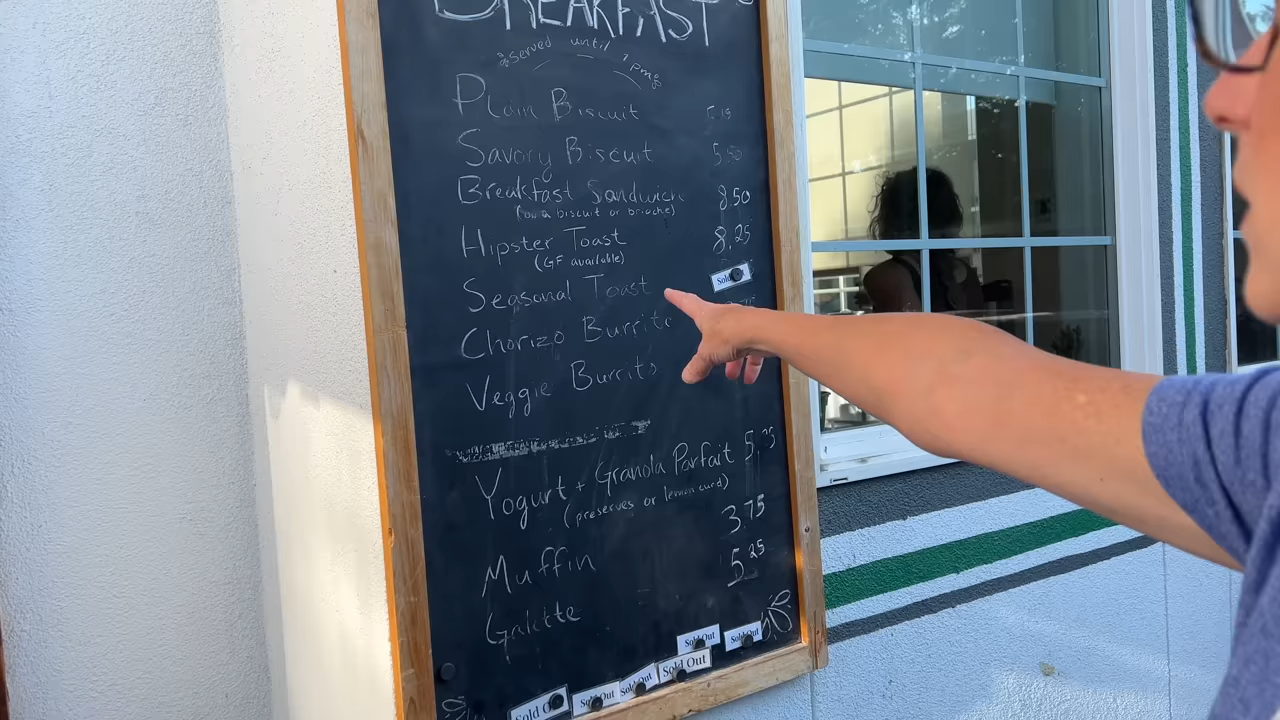 BREAKFAST
*served until 1pm*
Plain Biscuit
Savory Biscuit 5.50
Breakfast Sandwich 8.50
(on a biscuit or brioche)
Hipster Toast 8.25
(GF available)
Seasonal Toast Sold Out
Chorizo Burrito
Veggie Burrito
Yogurt + Granola Parfait 5.75
(preserves or lemon curd)
Muffin 3.75
Galette 5.25
Sold Out Sold Out
Sold Out Sold Out Sold Out Sold Out